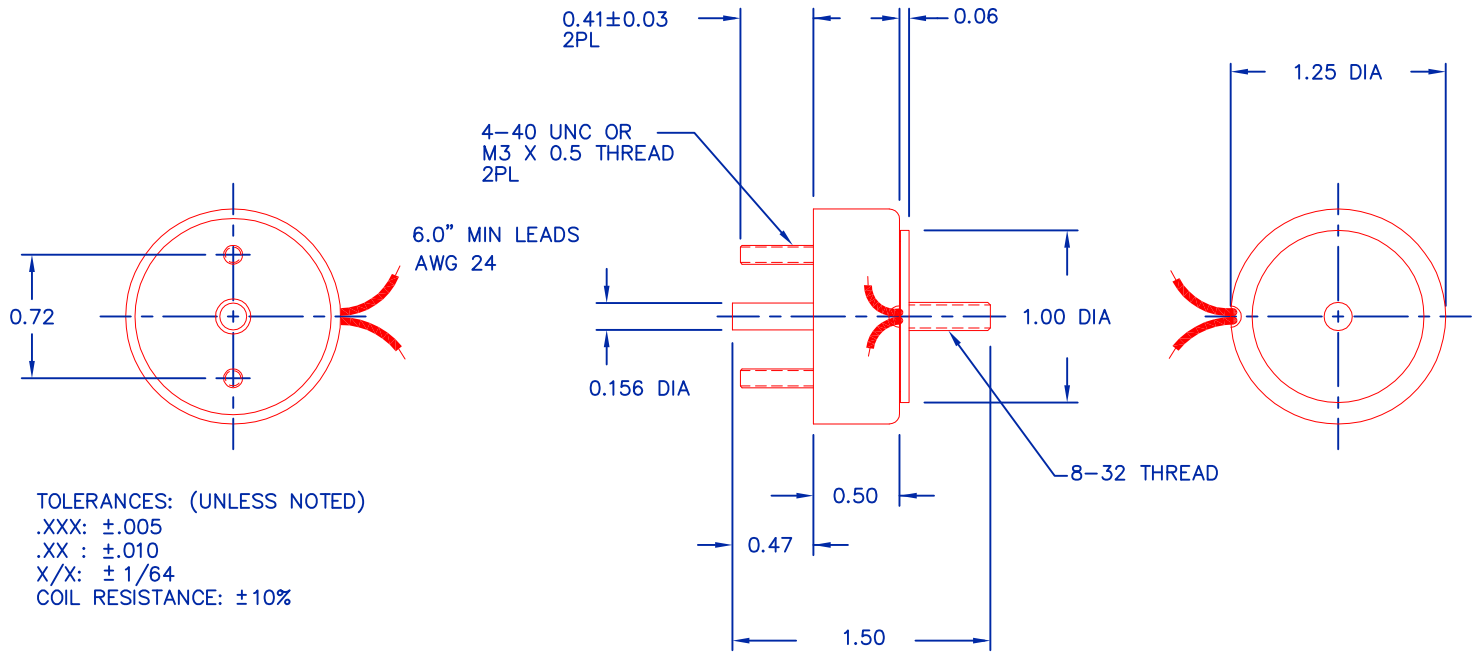 0.41±0.03
2PL
0.06
1.25 DIA
4-40 UNC OR
M3 X 0.5 THREAD
2PL
6.0" MIN LEADS
AWG 24
0.72
1.00 DIA
0.156 DIA
8-32 THREAD
0.50
0.47
1.50
TOLERANCES: (UNLESS NOTED)
.XXX: ±.005
.XX : ±.010
X/X: ±1/64
COIL RESISTANCE: ±10%